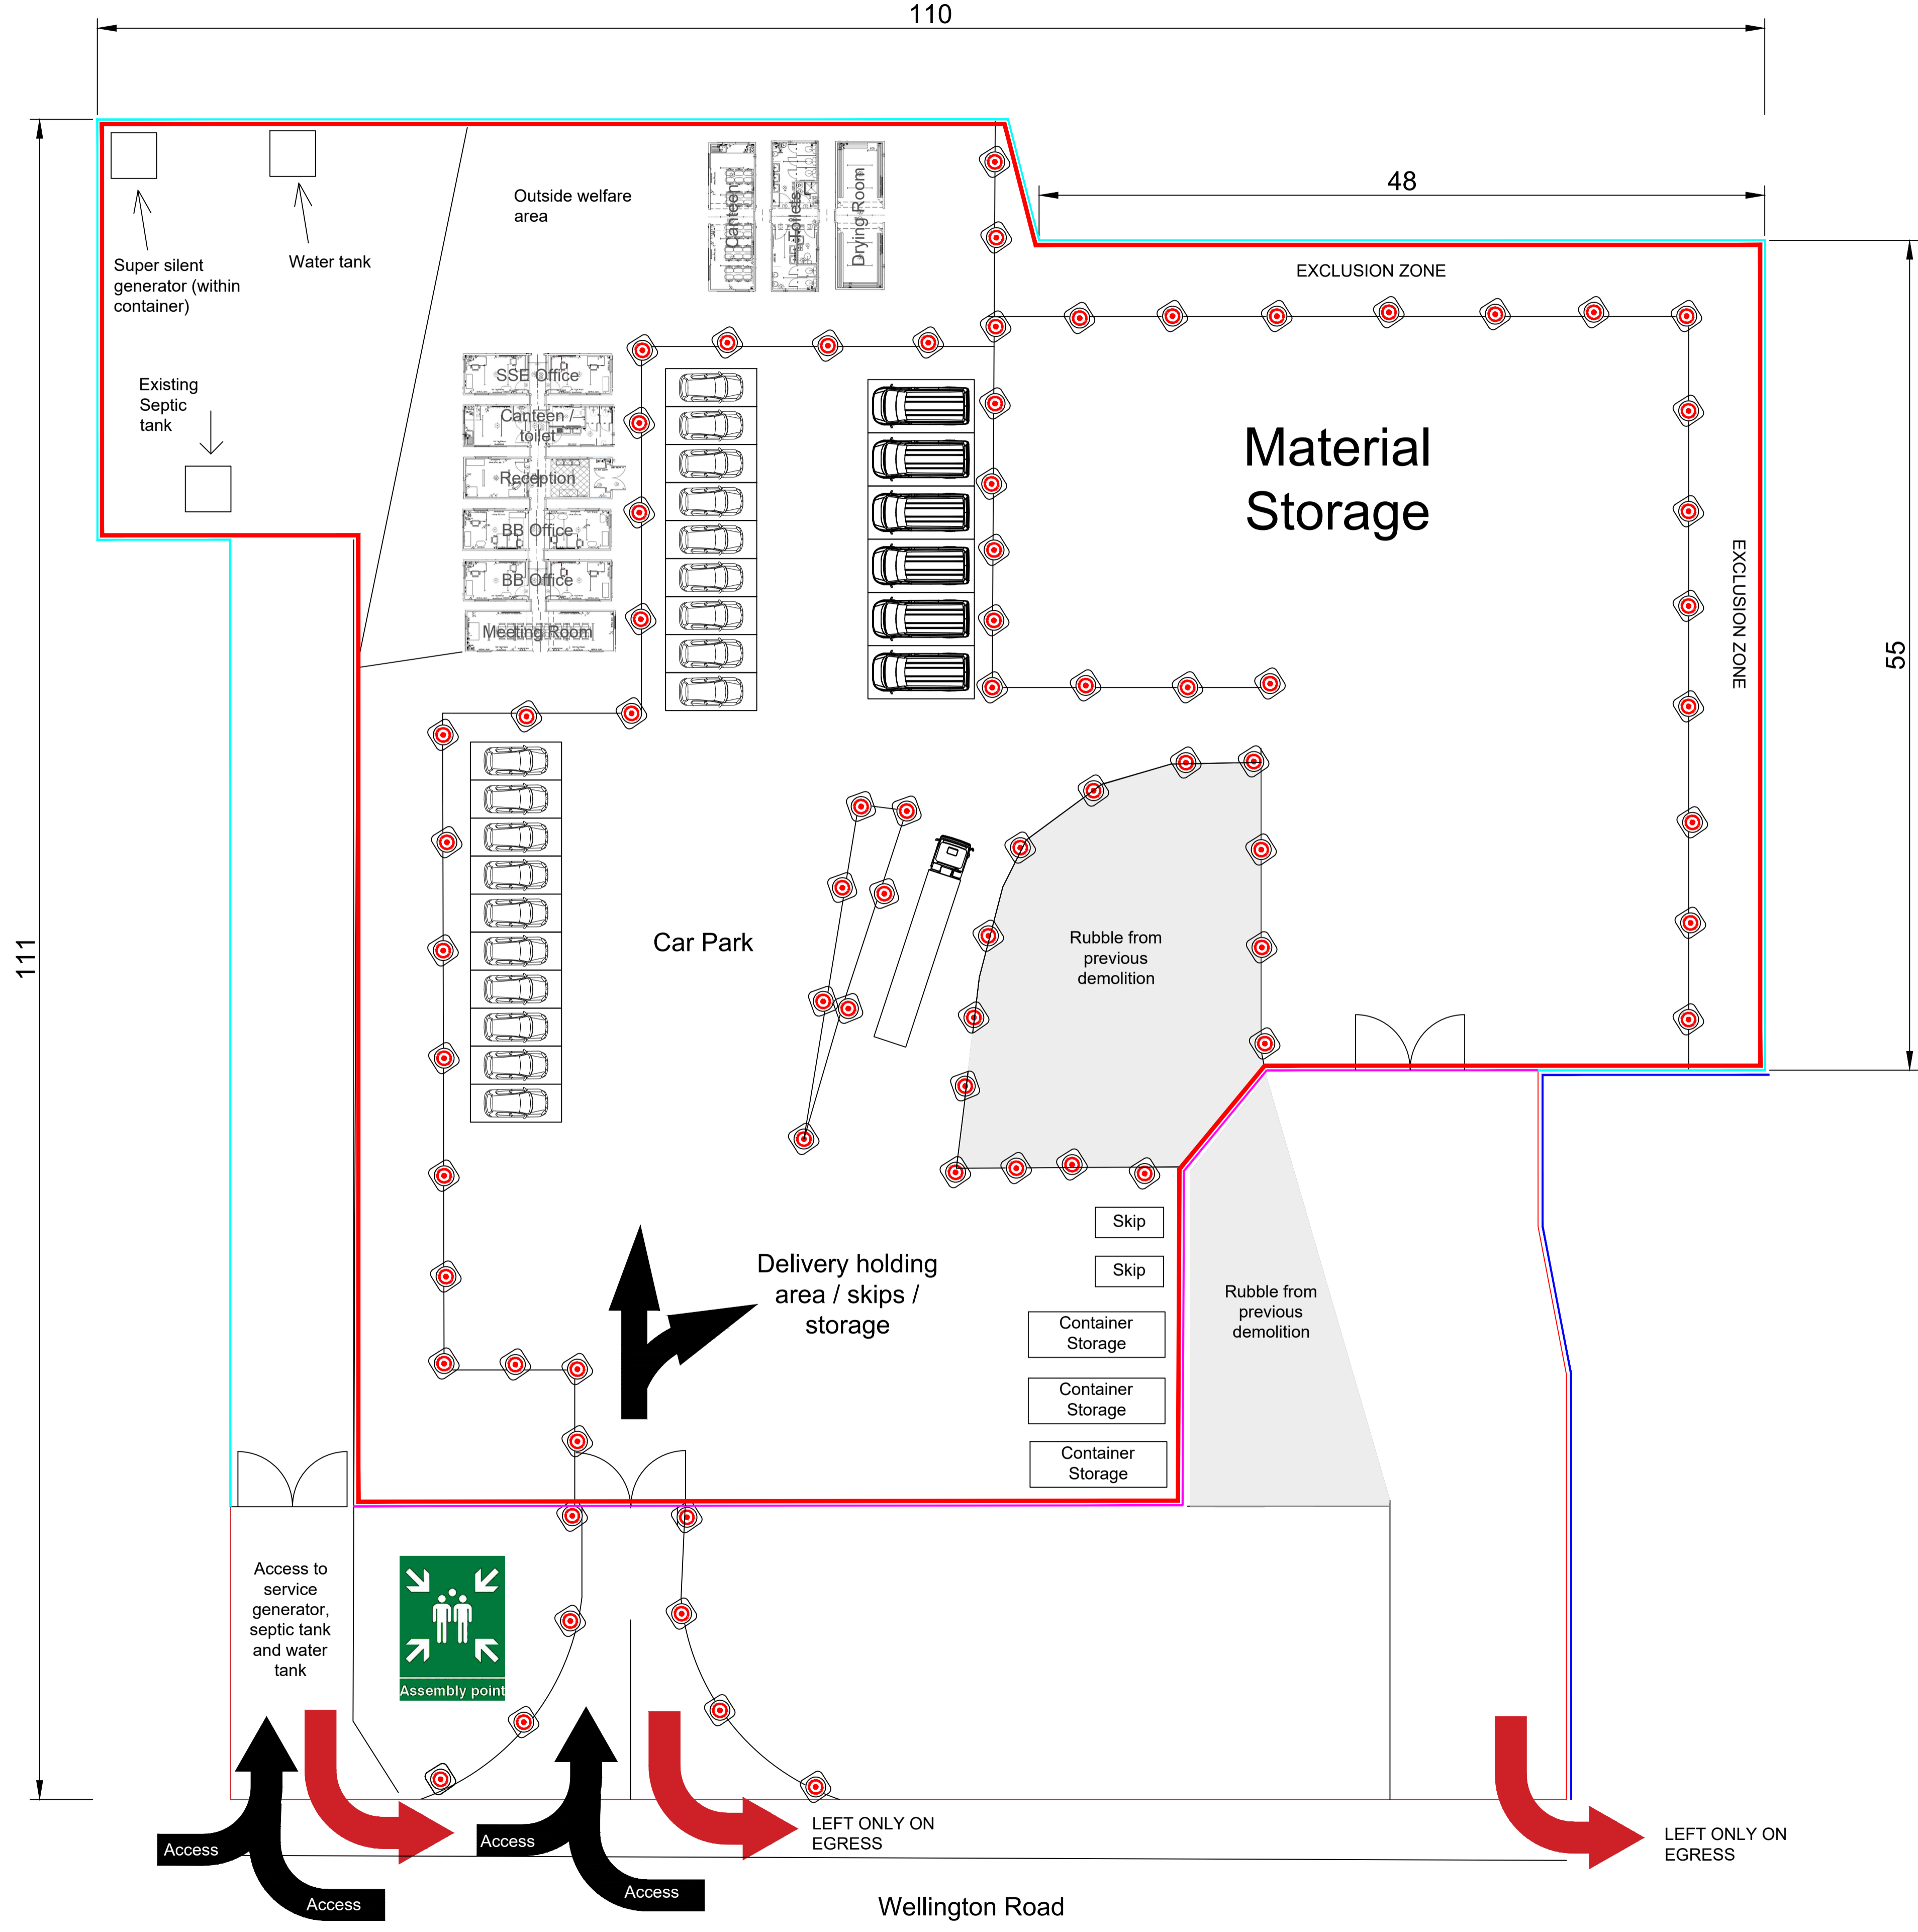 110
48
Outside welfare
area
Canteen
Toilets
Drying Room
Super silent
generator (within
container)
Water tank
EXCLUSION ZONE
Existing
Septic
tank
SSE Office
Canteen /
toilet
Reception
BB Office
BB Office
Meeting Room
Material
Storage
EXCLUSION ZONE
55
111
Car Park
Rubble from
previous
demolition
Skip
Skip
Delivery holding
area / skips /
storage
Container
Storage
Container
Storage
Container
Storage
Rubble from
previous
demolition
Access to
service
generator,
septic tank
and water
tank
Assembly point
Access
Access
Access
Access
LEFT ONLY ON
EGRESS
LEFT ONLY ON
EGRESS
Wellington Road